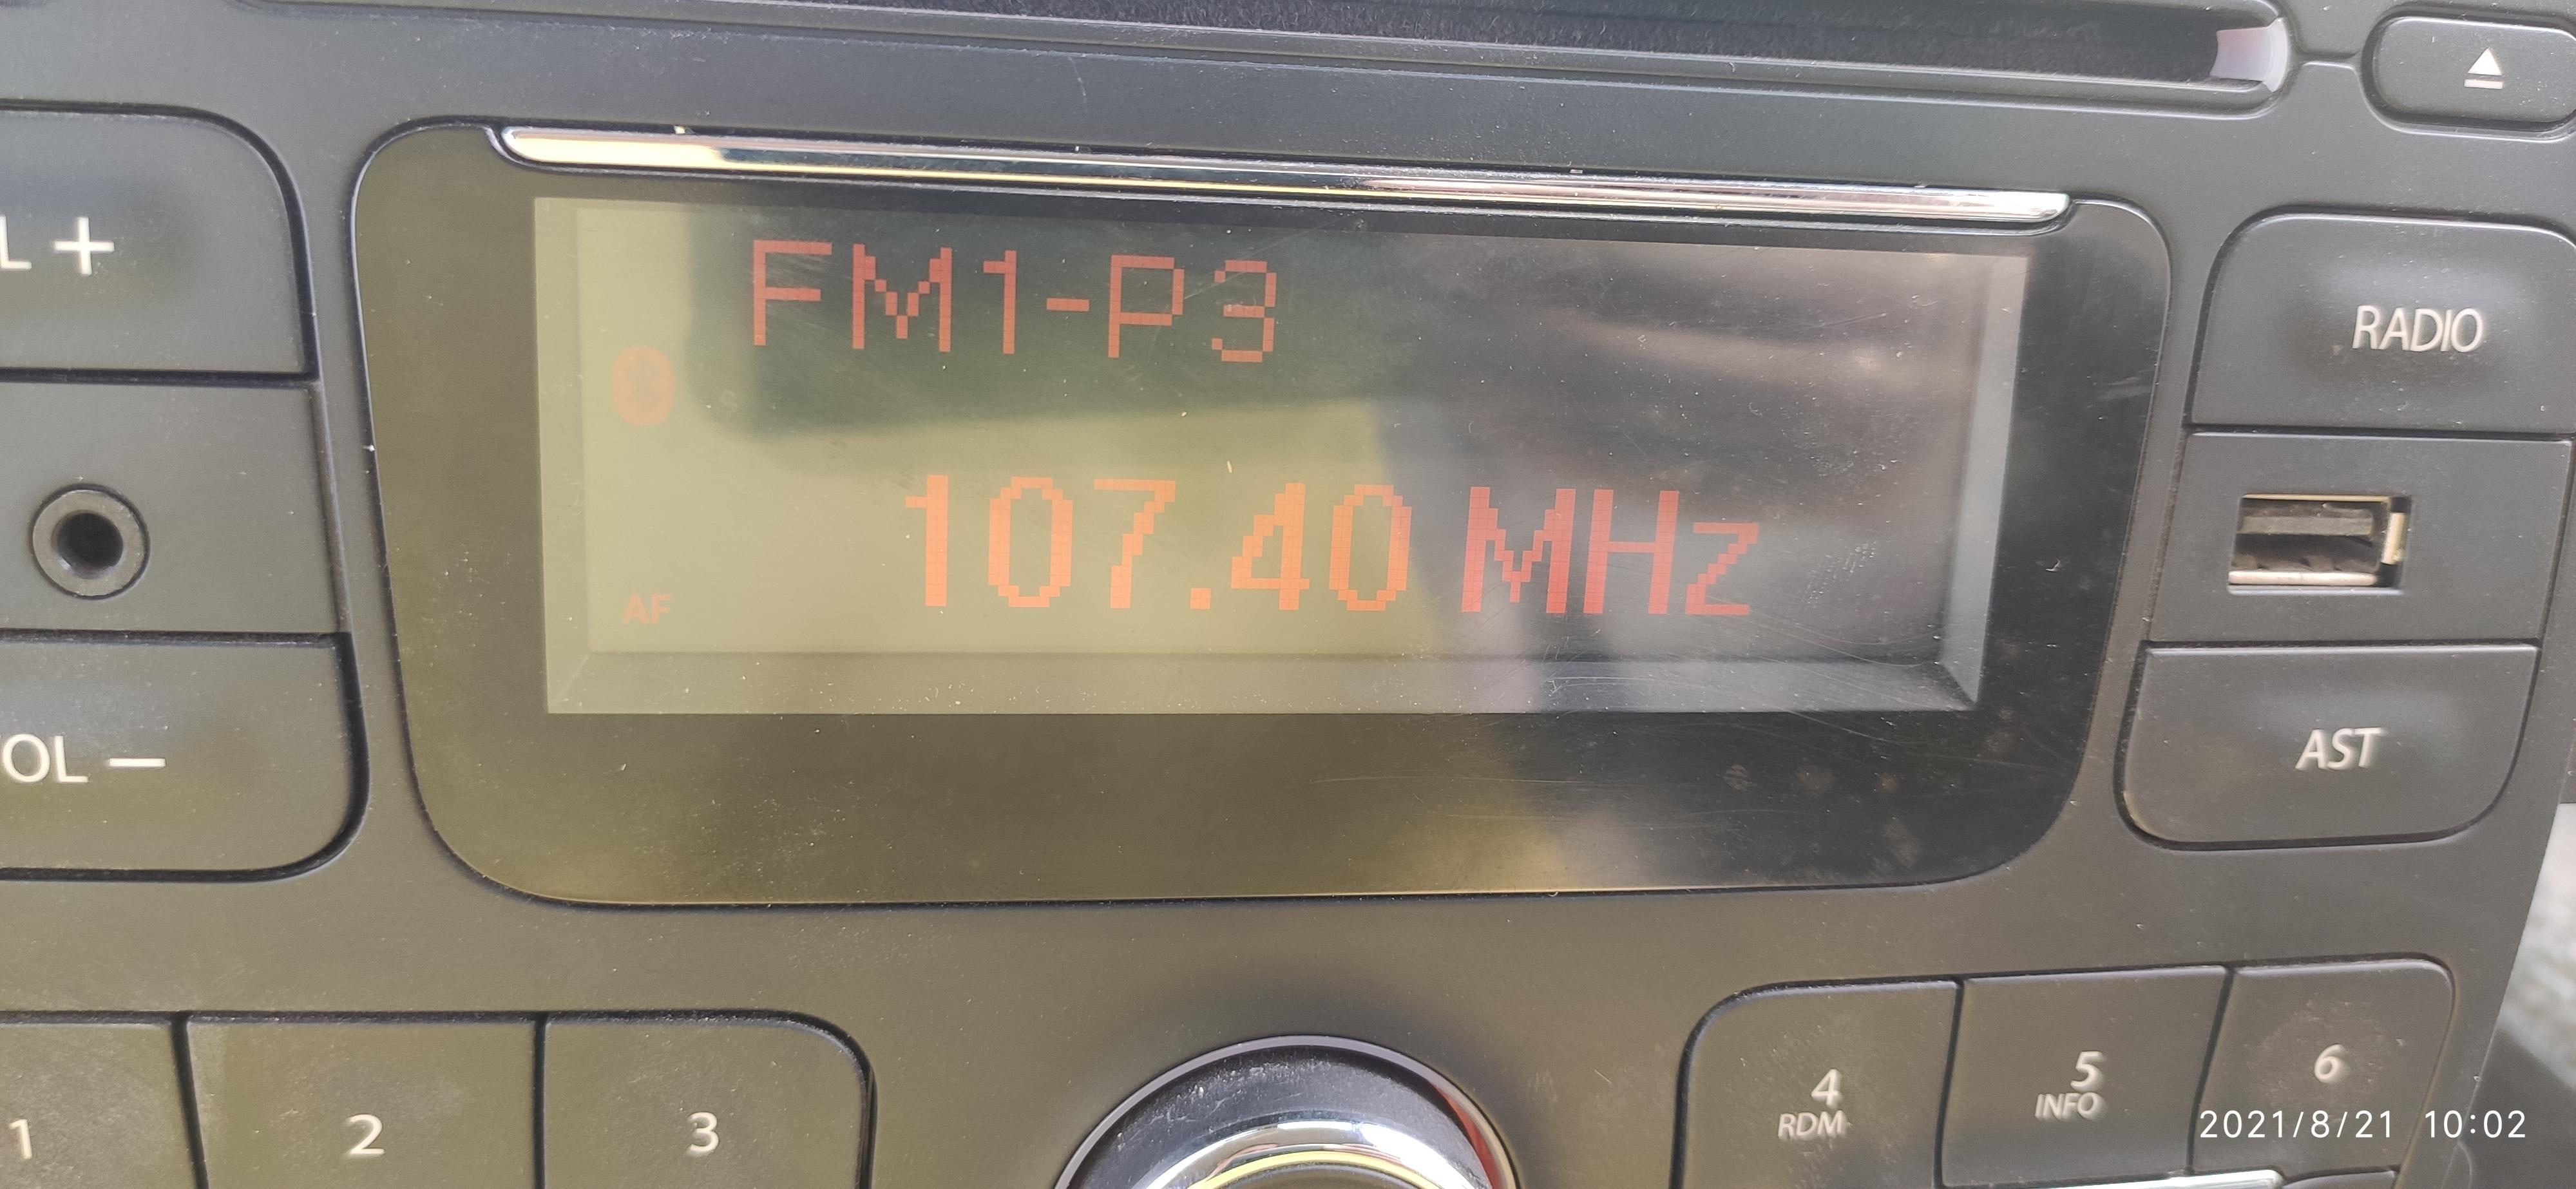 L +
FM1-P3
RADIO
107.40 MHz
AF
OL −
AST
1
2
3
4
RDM
5
INFO
6
2021/8/21 10:02